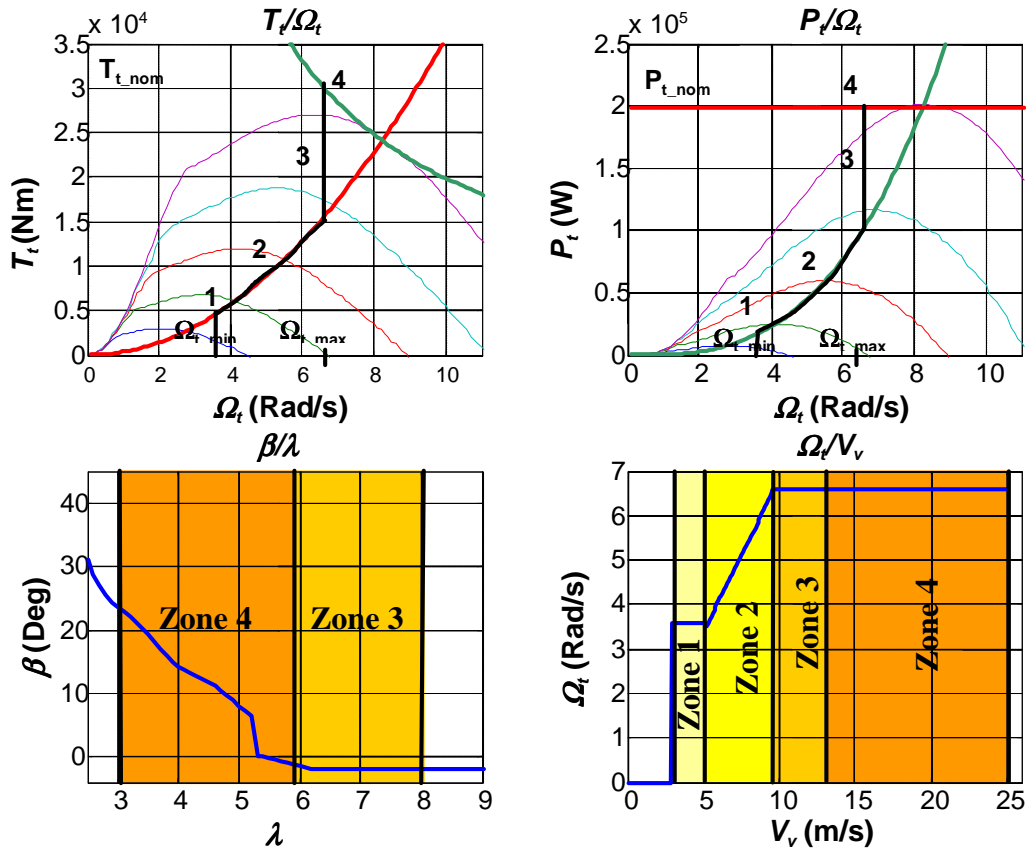 x 10⁴ T_t/Ω_t
3.5
3
2.5
2
1.5
1
0.5
0
T_t_nom
4
3
2
1
Ω_t_min Ω_t_max
0 2 4 6 8 10
T_t (Nm)
Ω_t (Rad/s)
x 10⁵ P_t/Ω_t
2.5
2
1.5
1
0.5
0
P_t_nom
4
3
2
1
Ω_t_min Ω_t_max
0 2 4 6 8 10
P_t (W)
Ω_t (Rad/s)
β/λ
40
30
20
10
0
Zone 4 Zone 3
3 4 5 6 7 8 9
β (Deg)
λ
Ω_t/V_v
7
6
5
4
3
2
1
0
Zone 1
Zone 2
Zone 3
Zone 4
0 5 10 15 20 25
Ω_t (Rad/s)
V_v (m/s)